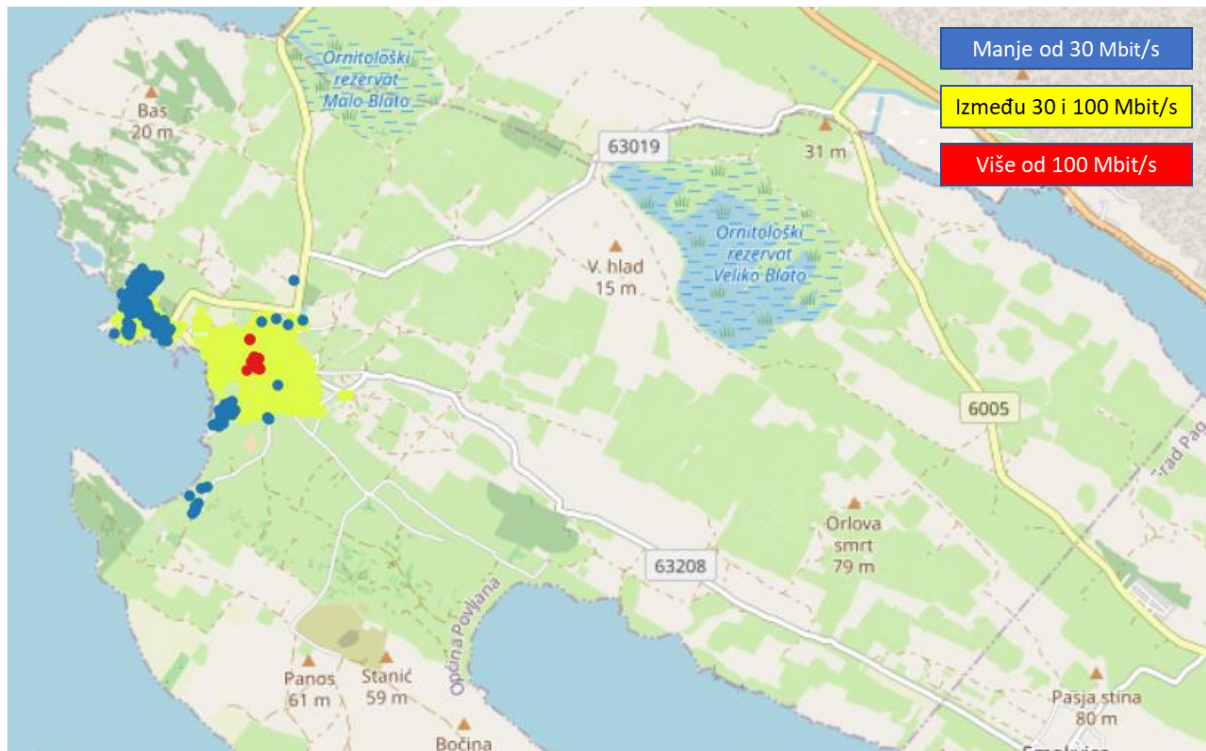 Manje od 30 Mbit/s
Između 30 i 100 Mbit/s
Više od 100 Mbit/s
Ornitološki
rezervat
Malo Blato
Bas
20 m
63019
31 m
Ornitološki
rezervat
Veliko Blato
V. hlad
15 m
6005
Grad Pag
Orlova
smrt
79 m
63208
Općina Povljana
Panos
61 m
Stanić
59 m
Pasja stina
80 m
Bočina